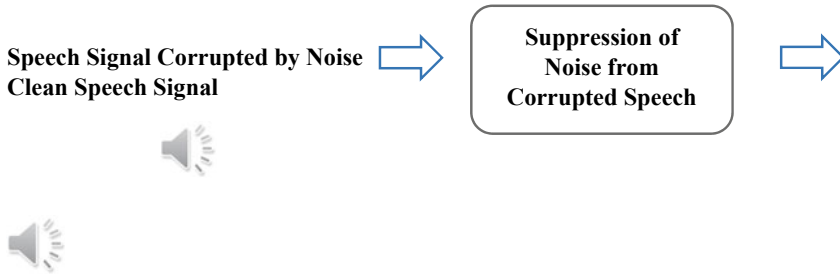 Speech Signal Corrupted by Noise
Clean Speech Signal
Suppression of
Noise from
Corrupted Speech